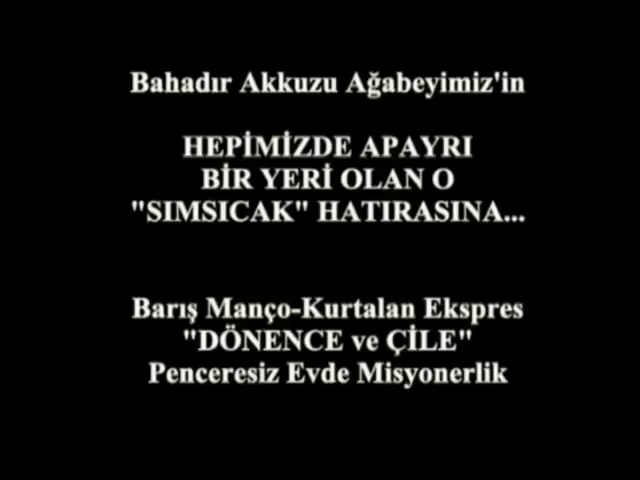 Bahadır Akkuzu Ağabeyimiz'in
HEPİMİZDE APAYRI
BİR YERİ OLAN O
"SIMSICAK" HATIRASINA...
Barış Manço-Kurtalan Ekspres
"DÖNENCE ve ÇİLE"
Penceresiz Evde Misyonerlik